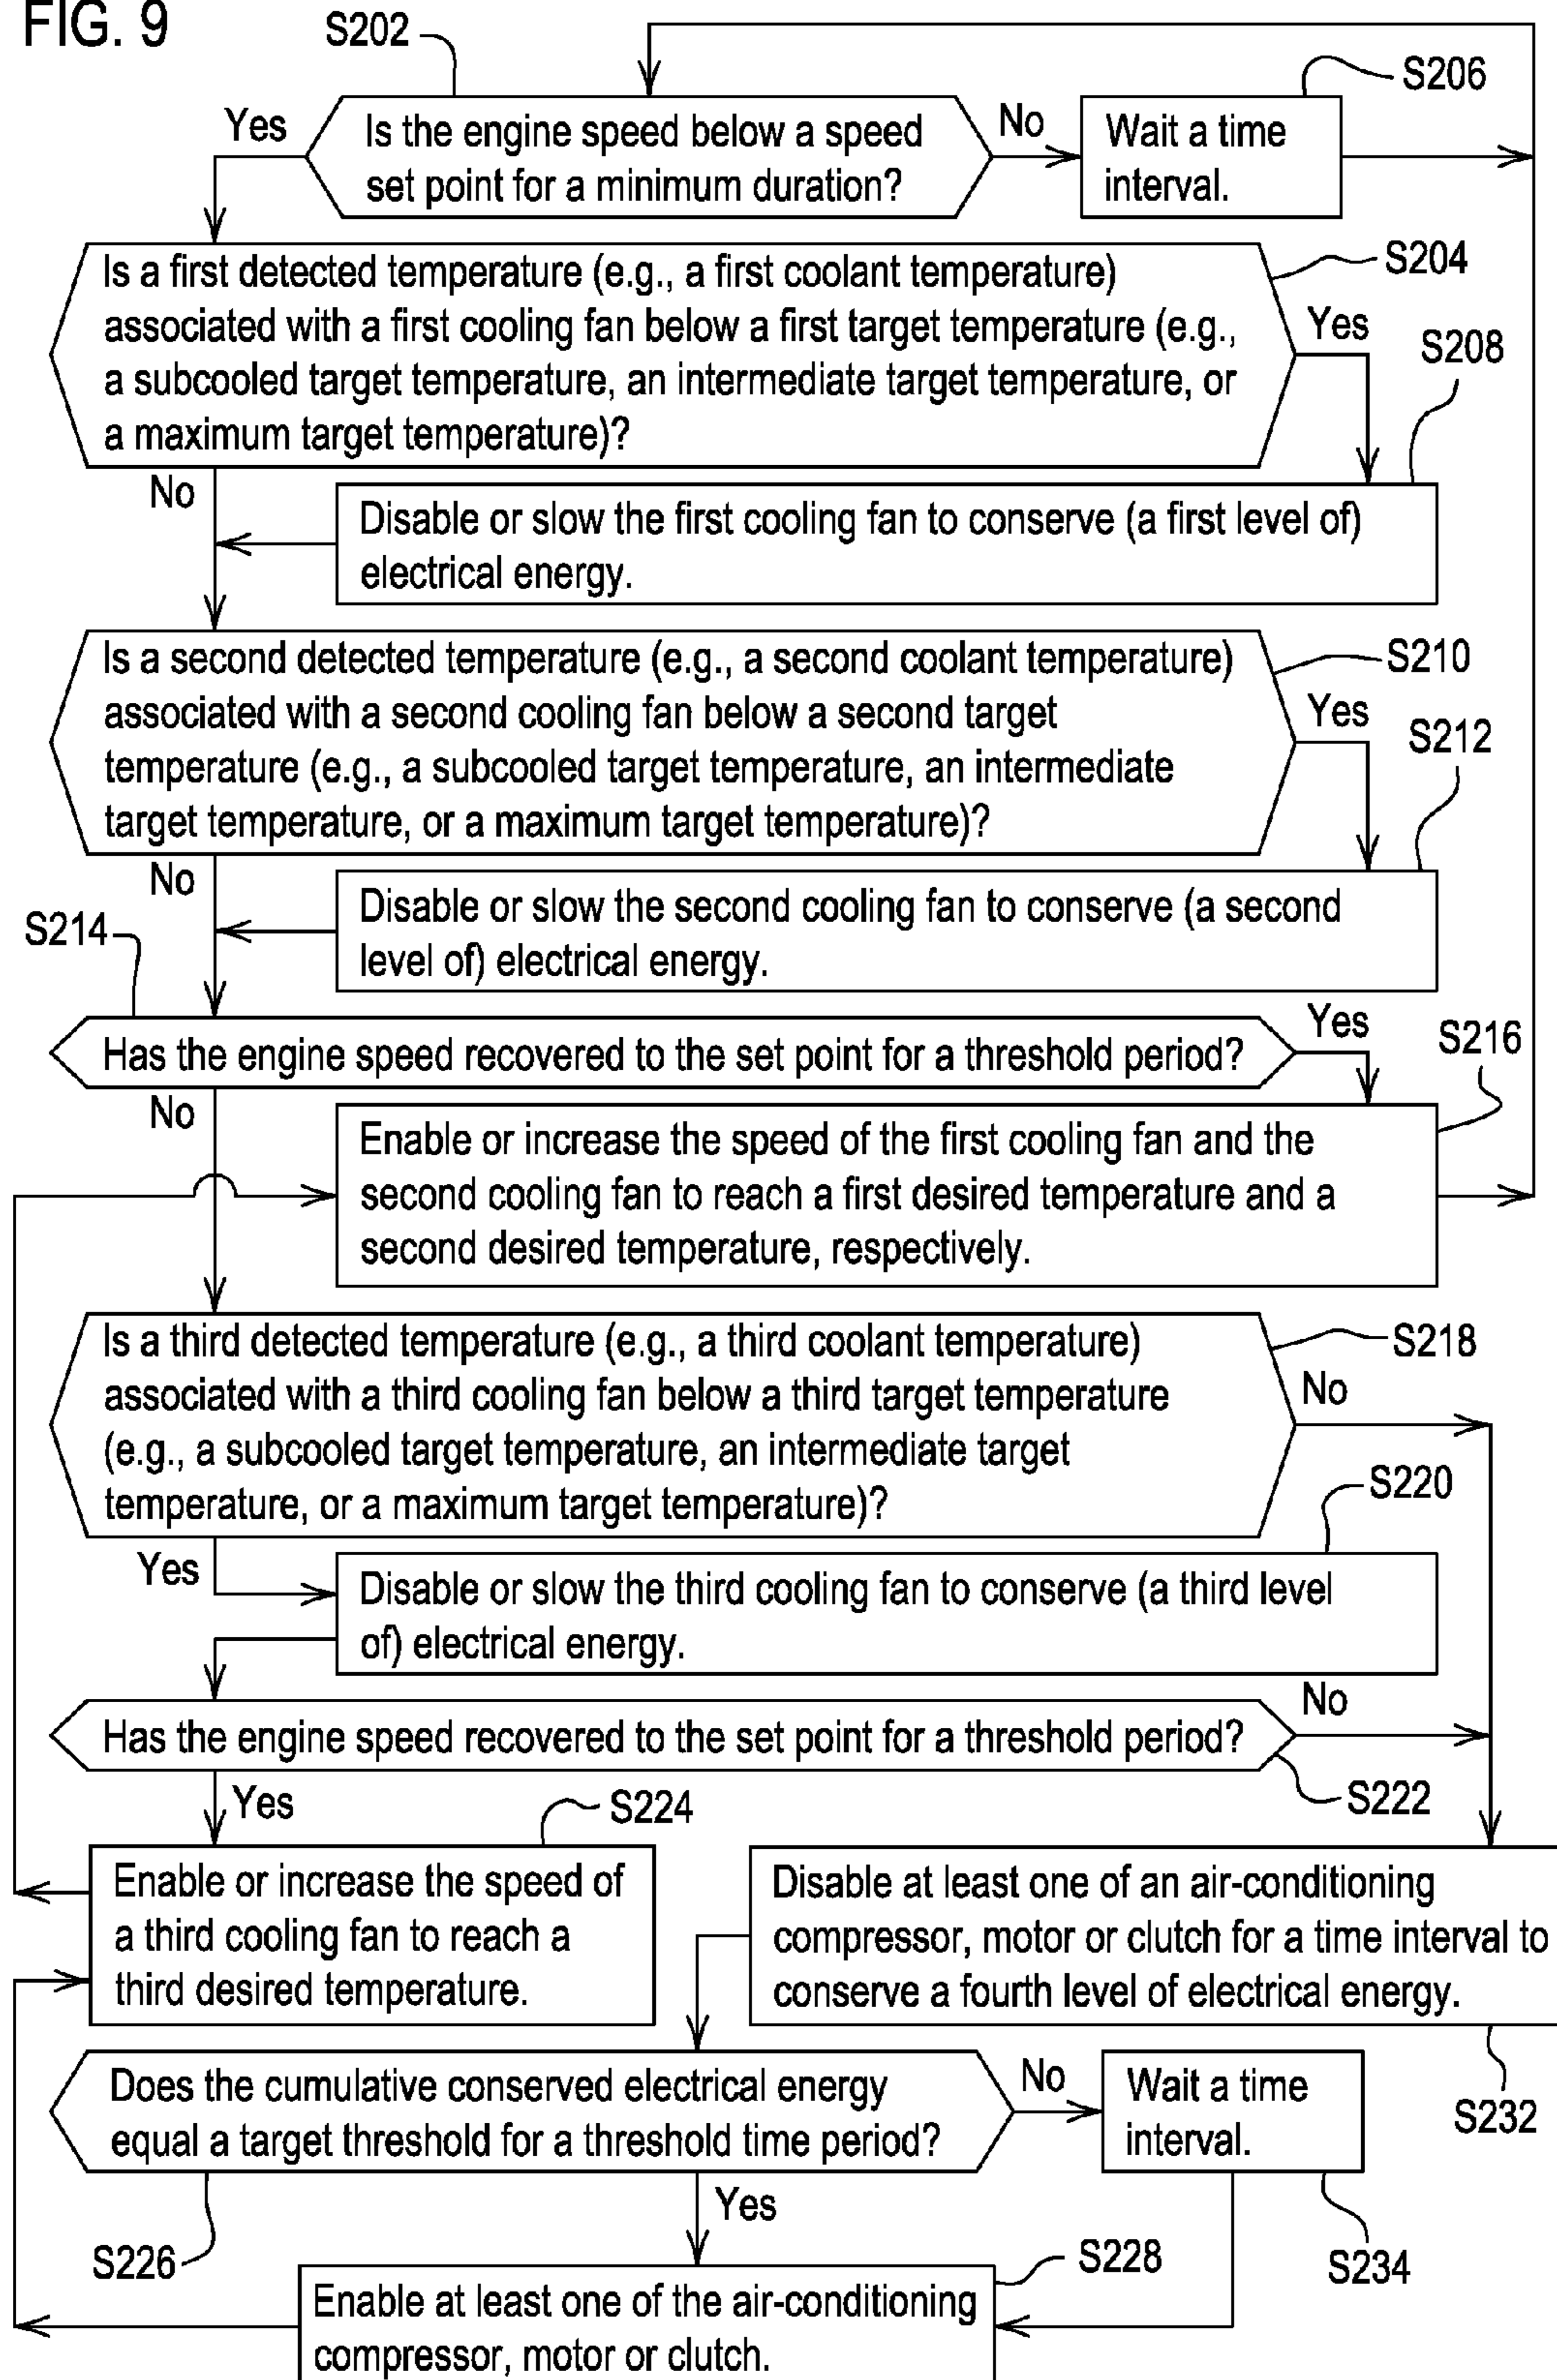 FIG. 9
S202
S206
Yes
Is the engine speed below a speed
set point for a minimum duration?
No
Wait a time
interval.
S204
Is a first detected temperature (e.g., a first coolant temperature)
associated with a first cooling fan below a first target temperature (e.g.,
a subcooled target temperature, an intermediate target temperature, or
a maximum target temperature)?
Yes
S208
No
Disable or slow the first cooling fan to conserve (a first level of)
electrical energy.
S210
Is a second detected temperature (e.g., a second coolant temperature)
associated with a second cooling fan below a second target
temperature (e.g., a subcooled target temperature, an intermediate
target temperature, or a maximum target temperature)?
Yes
S212
No
Disable or slow the second cooling fan to conserve (a second
level of) electrical energy.
S214
Has the engine speed recovered to the set point for a threshold period?
Yes
S216
No
Enable or increase the speed of the first cooling fan and the
second cooling fan to reach a first desired temperature and a
second desired temperature, respectively.
Is a third detected temperature (e.g., a third coolant temperature)
associated with a third cooling fan below a third target temperature
(e.g., a subcooled target temperature, an intermediate target
temperature, or a maximum target temperature)?
S218
No
S220
Yes
Disable or slow the third cooling fan to conserve (a third level
of) electrical energy.
Has the engine speed recovered to the set point for a threshold period?
No
S222
Yes
S224
Enable or increase the speed of
a third cooling fan to reach a
third desired temperature.
Disable at least one of an air-conditioning
compressor, motor or clutch for a time interval to
conserve a fourth level of electrical energy.
S232
Does the cumulative conserved electrical energy
equal a target threshold for a threshold time period?
No
Wait a time
interval.
S226
Yes
S228
S234
Enable at least one of the air-conditioning
compressor, motor or clutch.